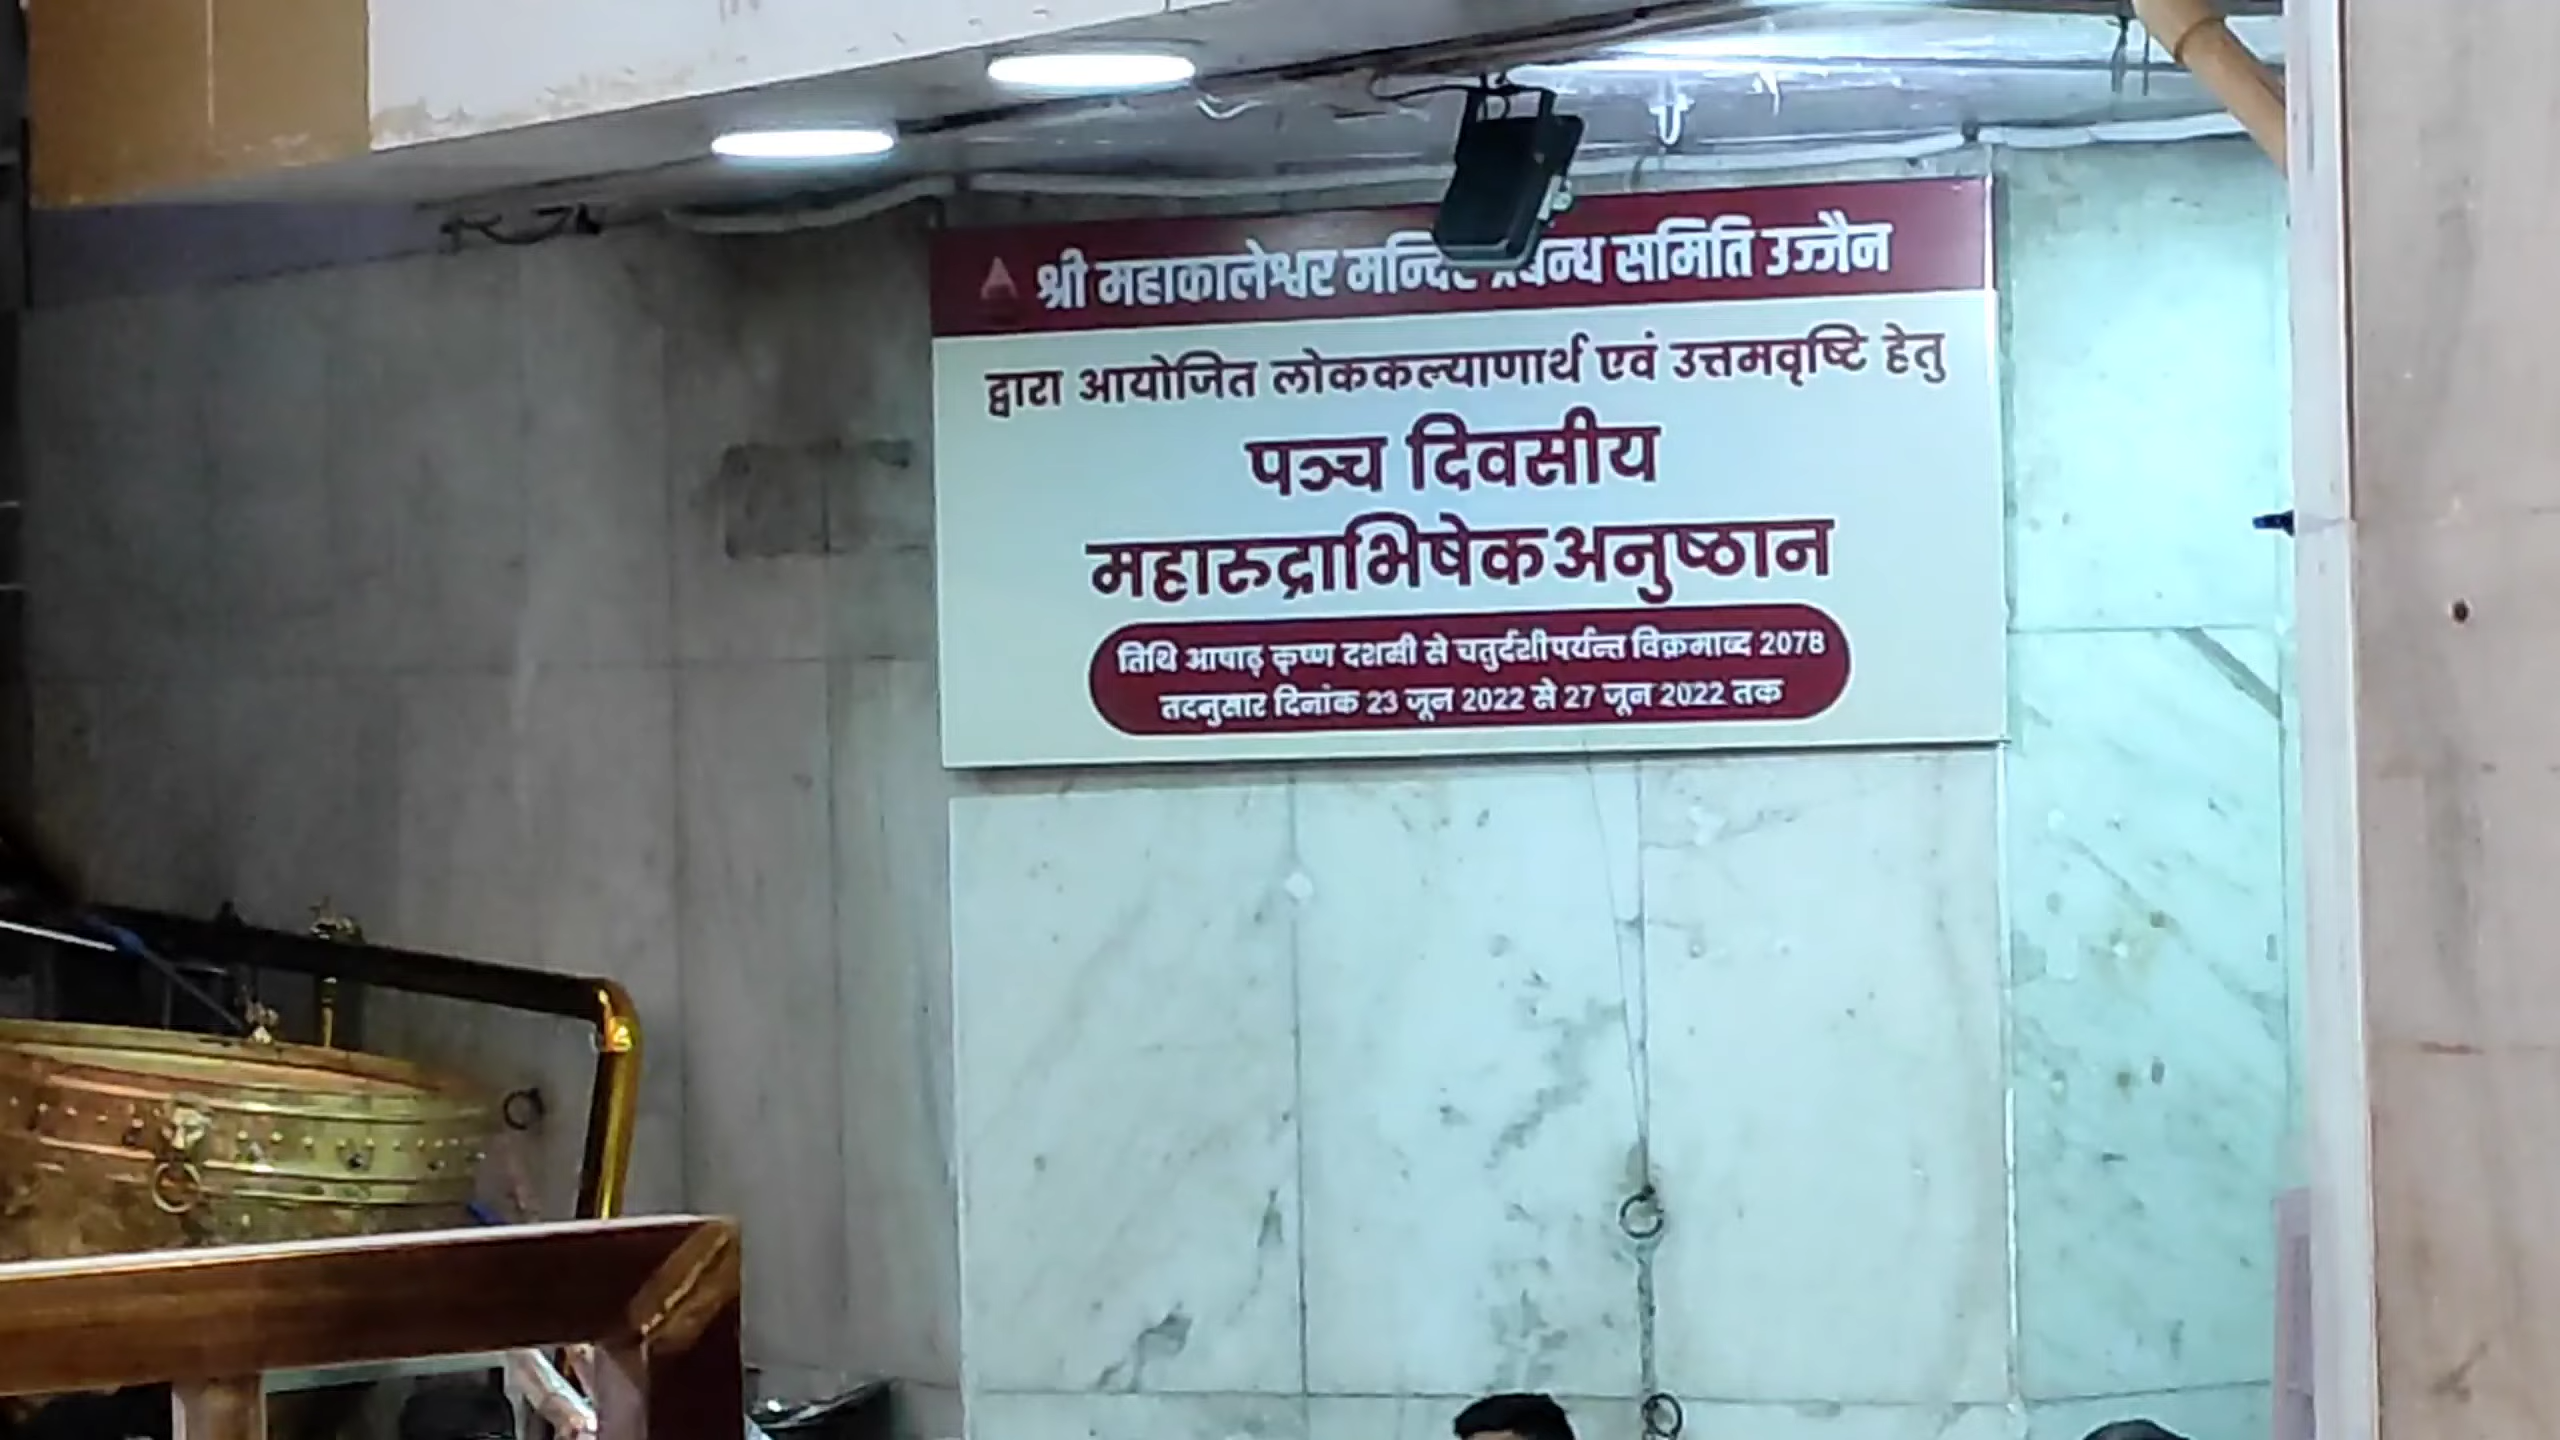 श्री महाकालेश्वर मन्दिर प्रबन्ध समिति उज्जैन
द्वारा आयोजित लोककल्याणार्थ एवं उत्तमवृष्टि हेतु
पञ्च दिवसीय
महारुद्राभिषेक अनुष्ठान
तिथि आषाढ़ कृष्ण दशमी से चतुर्दशी पर्यन्त विक्रमाब्द 2078
तदनुसार दिनांक 23 जून 2022 से 27 जून 2022 तक